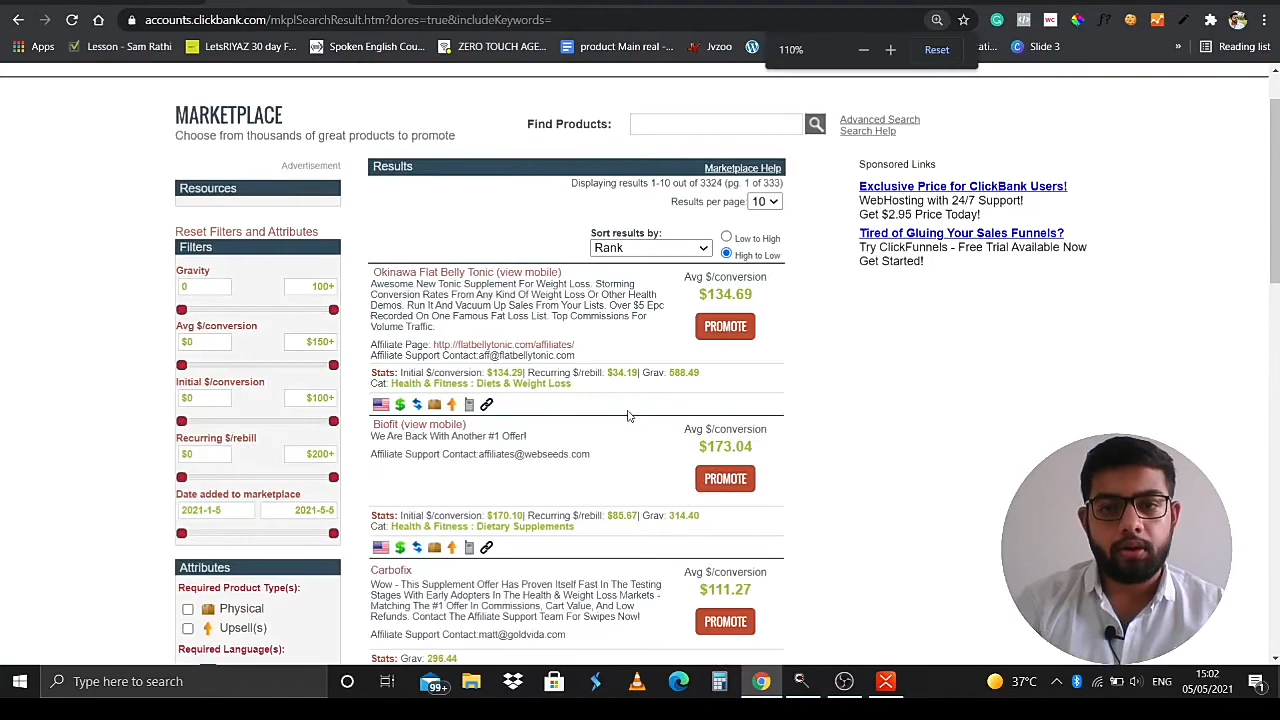 accounts.clickbank.com/mkplSearchResult.htm?dores=true&includeKeywords=
Apps
Lesson - Sam Rathi
LetsRIYAZ 30 day F...
Spoken English Cou...
ZERO TOUCH AGE...
product Main real -...
Jvzoo
ati...
Slide 3
»
Reading list
110%
Reset
MARKETPLACE
Choose from thousands of great products to promote
Find Products:
Advanced Search
Search Help
Advertisement
Resources
Reset Filters and Attributes
Filters
Gravity
0 100+
Avg $/conversion
$0 $150+
Initial $/conversion
$0 $100+
Recurring $/rebill
$0 $200+
Date added to marketplace
2021-1-5 2021-5-5
Attributes
Required Product Type(s):
Physical
Upsell(s)
Required Language(s):
Results Marketplace Help
Displaying results 1-10 out of 3324 (pg. 1 of 333)
Results per page: 10
Sort results by:
Rank
Low to High
High to Low
Okinawa Flat Belly Tonic (view mobile)
Awesome New Tonic Supplement For Weight Loss. Storming
Conversion Rates From Any Kind Of Weight Loss Or Other Health
Demos. Run It And Vacuum Up Sales From Your Lists. Over $5 Epc
Recorded On One Famous Fat Loss List. Top Commissions For
Volume Traffic.
Affiliate Page: http://flatbellytonic.com/affiliates/
Affiliate Support Contact:aff@flatbellytonic.com
Avg $/conversion
$134.69
PROMOTE
Stats: Initial $/conversion: $134.29| Recurring $/rebill: $34.19| Grav: 588.49
Cat: Health & Fitness : Diets & Weight Loss
Biofit (view mobile)
We Are Back With Another #1 Offer!
Affiliate Support Contact:affiliates@webseeds.com
Avg $/conversion
$173.04
PROMOTE
Stats: Initial $/conversion: $170.10| Recurring $/rebill: $85.67| Grav: 314.40
Cat: Health & Fitness : Dietary Supplements
Carbofix
Wow - This Supplement Offer Has Proven Itself Fast In The Testing
Stages With Early Adopters In The Health & Weight Loss Markets -
Matching The #1 Offer In Commissions, Cart Value, And Low
Refunds. Contact The Affiliate Support Team For Swipes Now!
Affiliate Support Contact:matt@goldvida.com
Avg $/conversion
$111.27
PROMOTE
Stats: Grav: 296.44
Sponsored Links
Exclusive Price for ClickBank Users!
WebHosting with 24/7 Support!
Get $2.95 Price Today!
Tired of Gluing Your Sales Funnels?
Try ClickFunnels - Free Trial Available Now
Get Started!
Type here to search
99+
37°C
ENG
15:02
05/05/2021